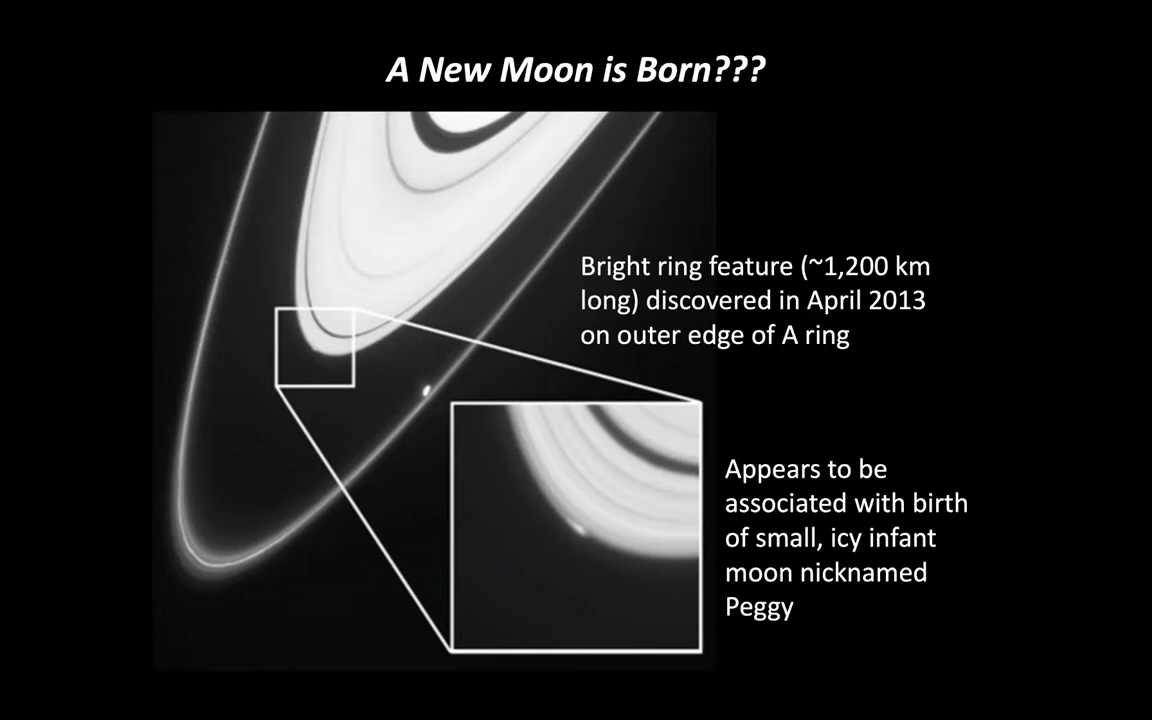 A New Moon is Born???
Bright ring feature (~1,200 km
long) discovered in April 2013
on outer edge of A ring
Appears to be
associated with birth
of small, icy infant
moon nicknamed
Peggy